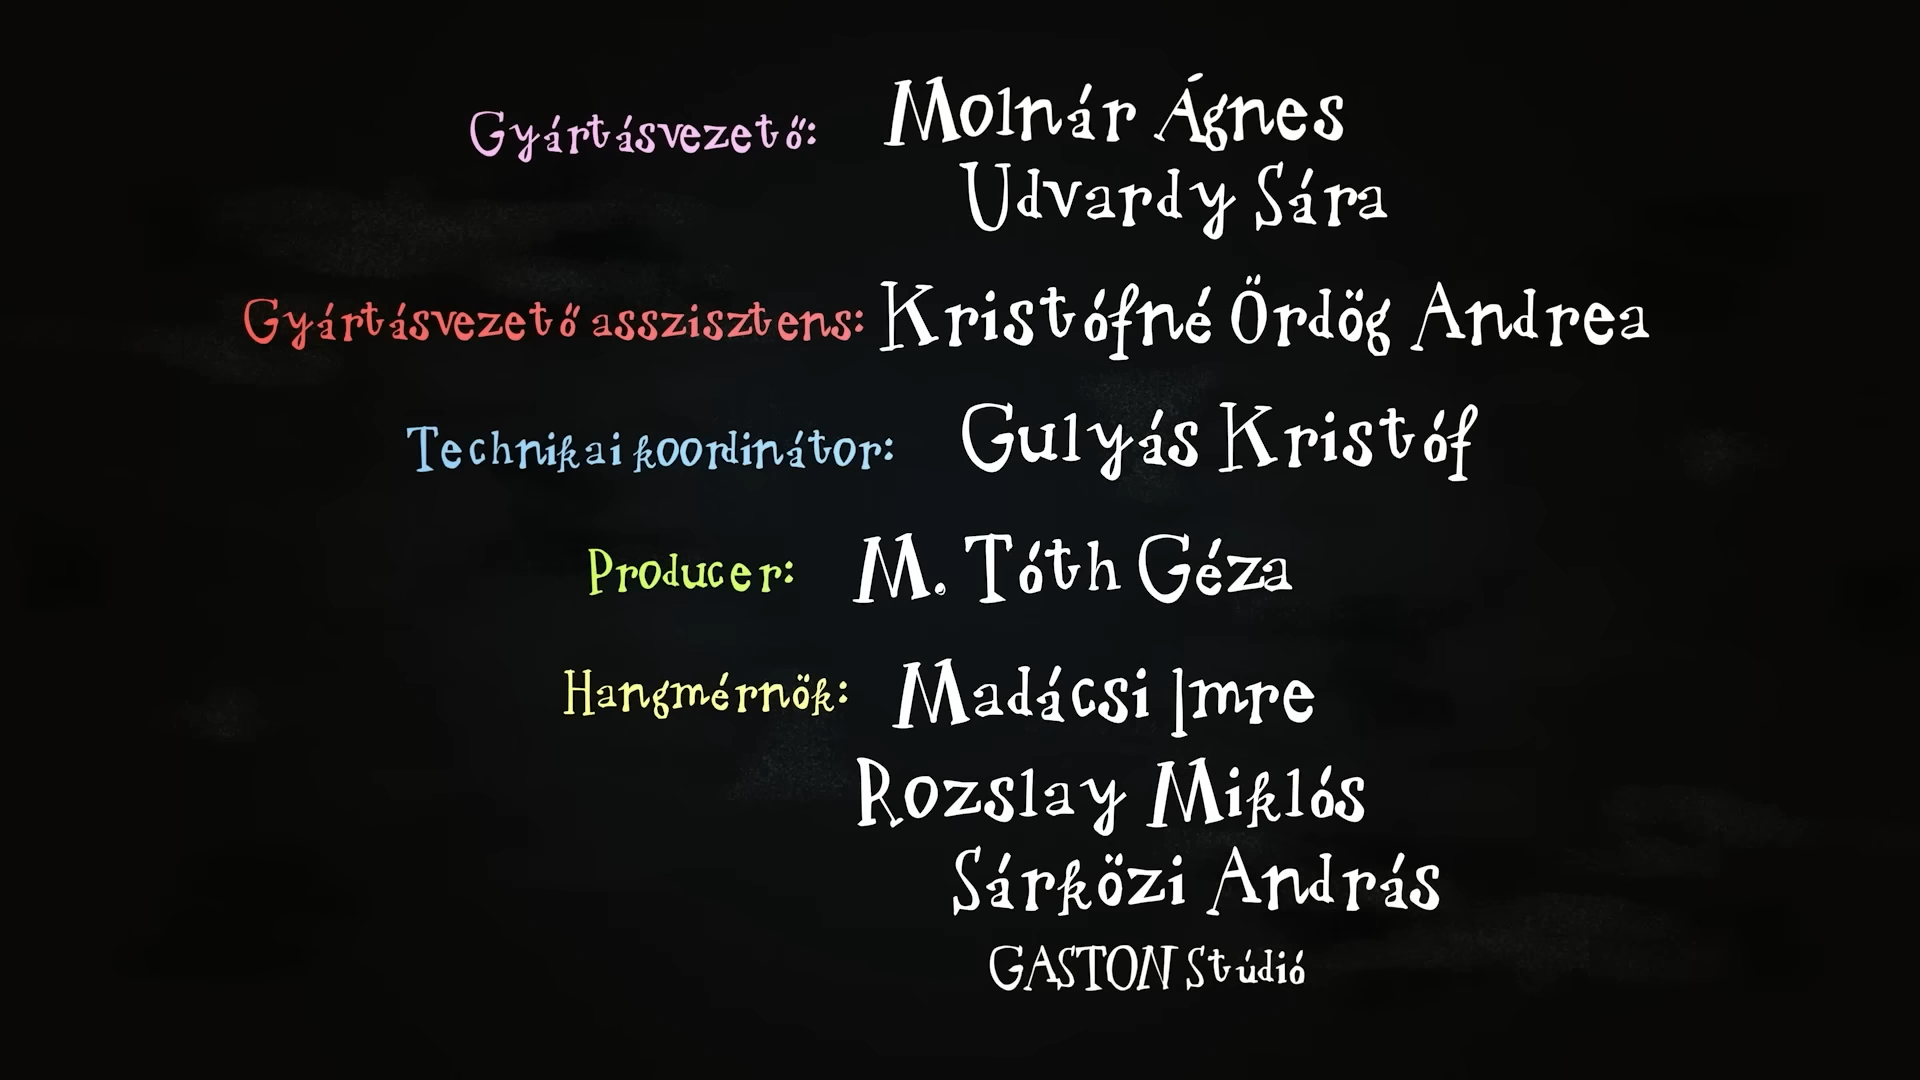 Gyártásvezető: Molnár Ágnes
Udvardy Sára
Gyártásvezető asszisztens: Kristófné Ördög Andrea
Technikai koordinátor: Gulyás Kristóf
Producer: M. Tóth Géza
Hangmérnök: Madácsi Imre
Rozslay Miklós
Sárközi András
GASTON Stúdió